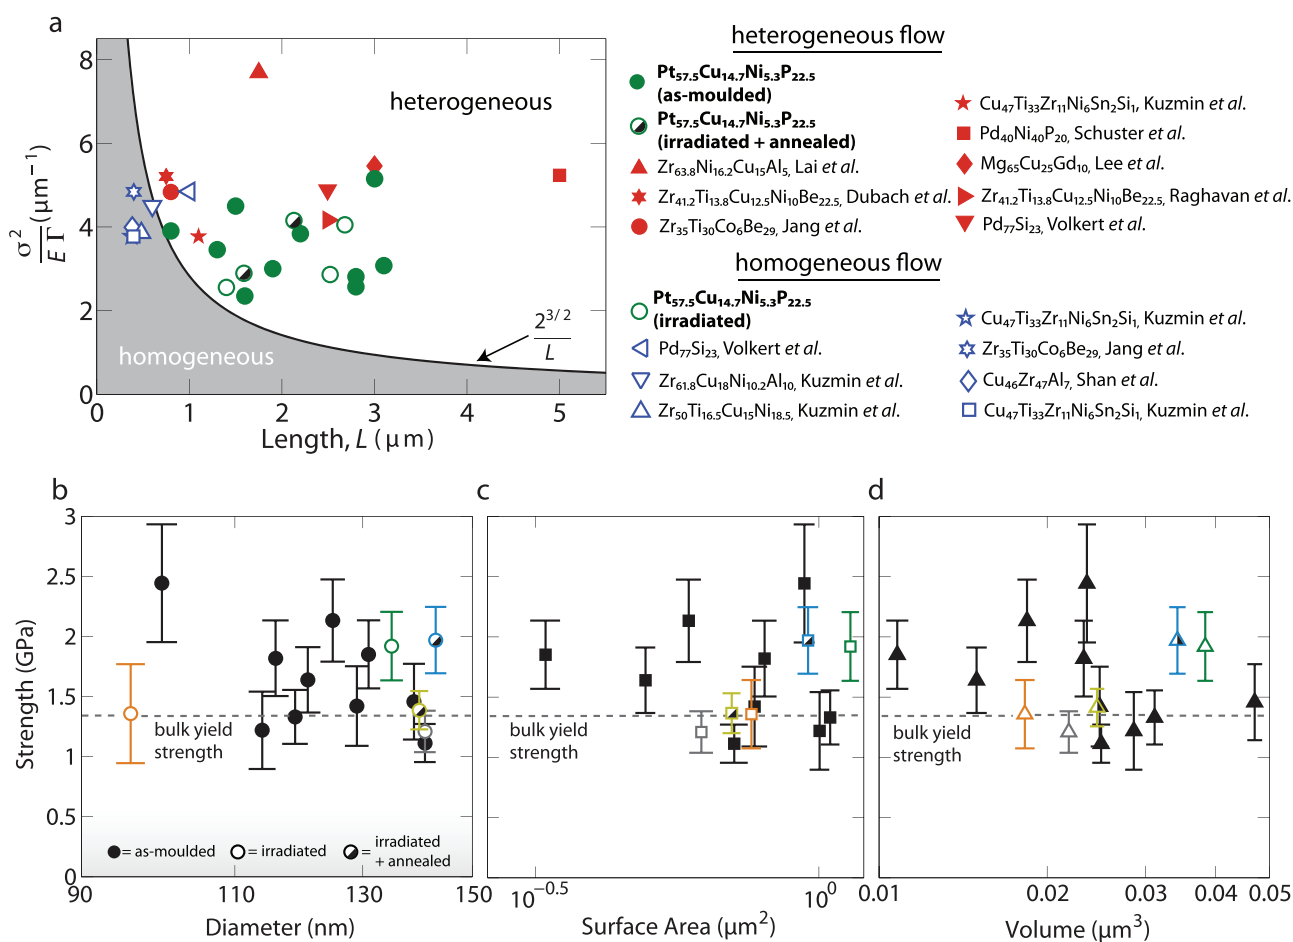 a
8
6
4
2
0
σ²/EΓ (μm⁻¹)
heterogeneous
homogeneous
2^{3/2}/L
0 1 2 3 4 5
Length, L (μm)
heterogeneous flow
Pt57.5Cu14.7Ni5.3P22.5
(as-moulded)
Pt57.5Cu14.7Ni5.3P22.5
(irradiated + annealed)
Zr63.8Ni16.2Cu15Al5, Lai et al.
Zr41.2Ti13.8Cu12.5Ni10Be22.5, Dubach et al.
Zr35Ti30Co6Be29, Jang et al.
Cu47Ti33Zr11Ni6Sn2Si1, Kuzmin et al.
Pd40Ni40P20, Schuster et al.
Mg65Cu25Gd10, Lee et al.
Zr41.2Ti13.8Cu12.5Ni10Be22.5, Raghavan et al.
Pd77Si23, Volkert et al.
homogeneous flow
Pt57.5Cu14.7Ni5.3P22.5
(irradiated)
Pd77Si23, Volkert et al.
Zr61.8Cu18Ni10.2Al10, Kuzmin et al.
Zr50Ti16.5Cu15Ni18.5, Kuzmin et al.
Cu47Ti33Zr11Ni6Sn2Si1, Kuzmin et al.
Zr35Ti30Co6Be29, Jang et al.
Cu46Zr47Al7, Shan et al.
Cu47Ti33Zr11Ni6Sn2Si1, Kuzmin et al.
b
3
2.5
2
1.5
1
0.5
0
Strength (GPa)
bulk yield
strength
= as-moulded
= irradiated
= irradiated
+ annealed
90 110 130 150
Diameter (nm)
c
bulk yield
strength
10^{-0.5} 10^{0}
Surface Area (μm²)
d
bulk yield
strength
0.01 0.02 0.03 0.04 0.05
Volume (μm³)